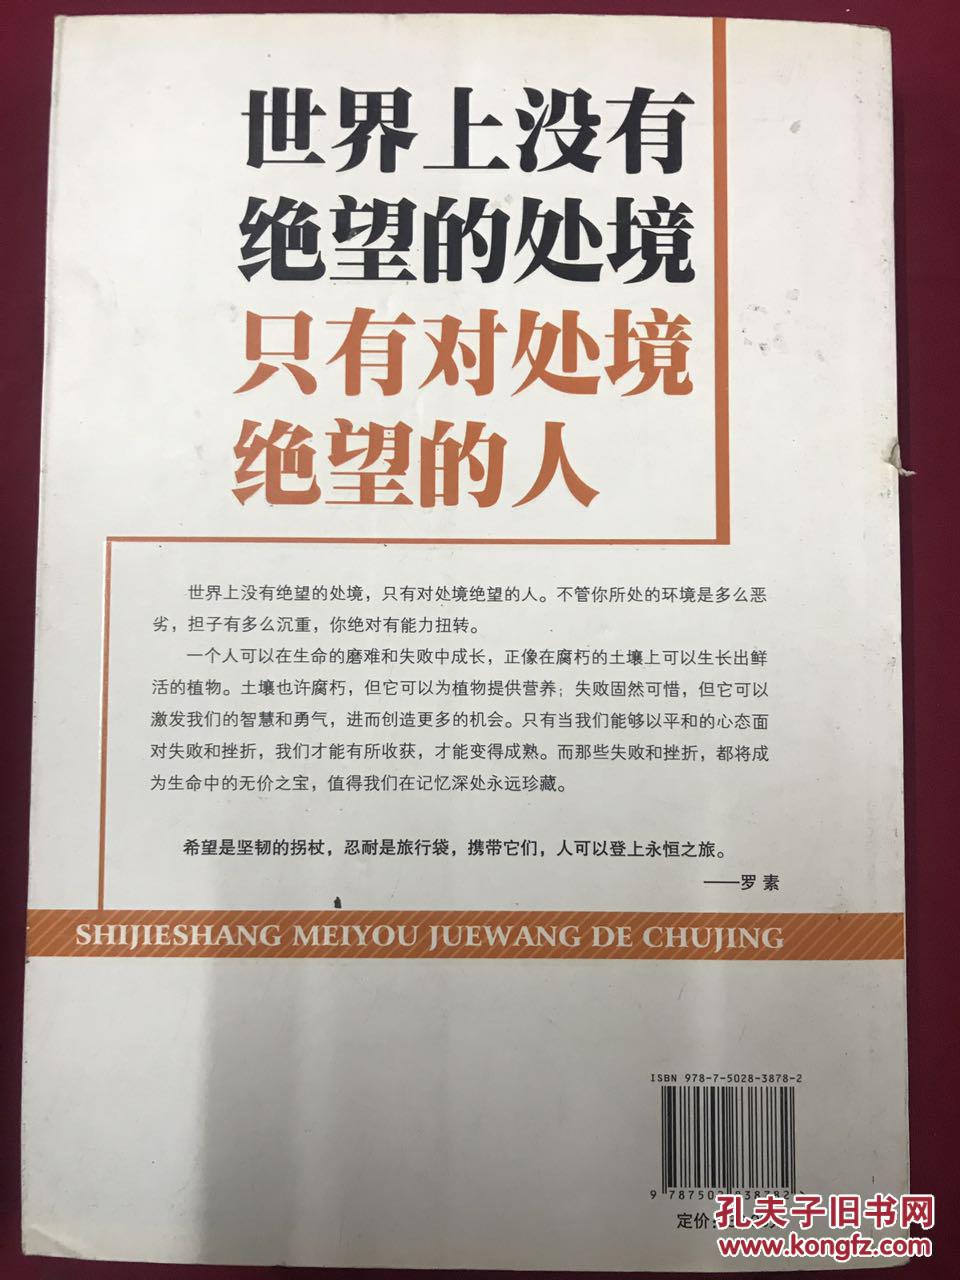 世界上没有
绝望的处境
只有对处境
绝望的人
世界上没有绝望的处境，只有对处境绝望的人。不管你所处的环境是多么恶
劣，担子有多么沉重，你绝对有能力扭转。
一个人可以在生命的磨难和失败中成长，正像在腐朽的土壤上可以生长出鲜
活的植物。土壤也许腐朽，但它可以为植物提供营养；失败固然可惜，但它可以
激发我们的智慧和勇气，进而创造更多的机会。只有当我们能够以平和的心态面
对失败和挫折，我们才能有所收获，才能变得成熟。而那些失败和挫折，都将成
为生命中的无价之宝，值得我们在记忆深处永远珍藏。
希望是坚韧的拐杖，忍耐是旅行袋，携带它们，人可以登上永恒之旅。
——罗 素
SHIJIESHANG MEIYOU JUEWANG DE CHUJING
ISBN 978-7-5028-3878-2
9 787502 838782 >
定价：
孔夫子旧书网
www.kongfz.com